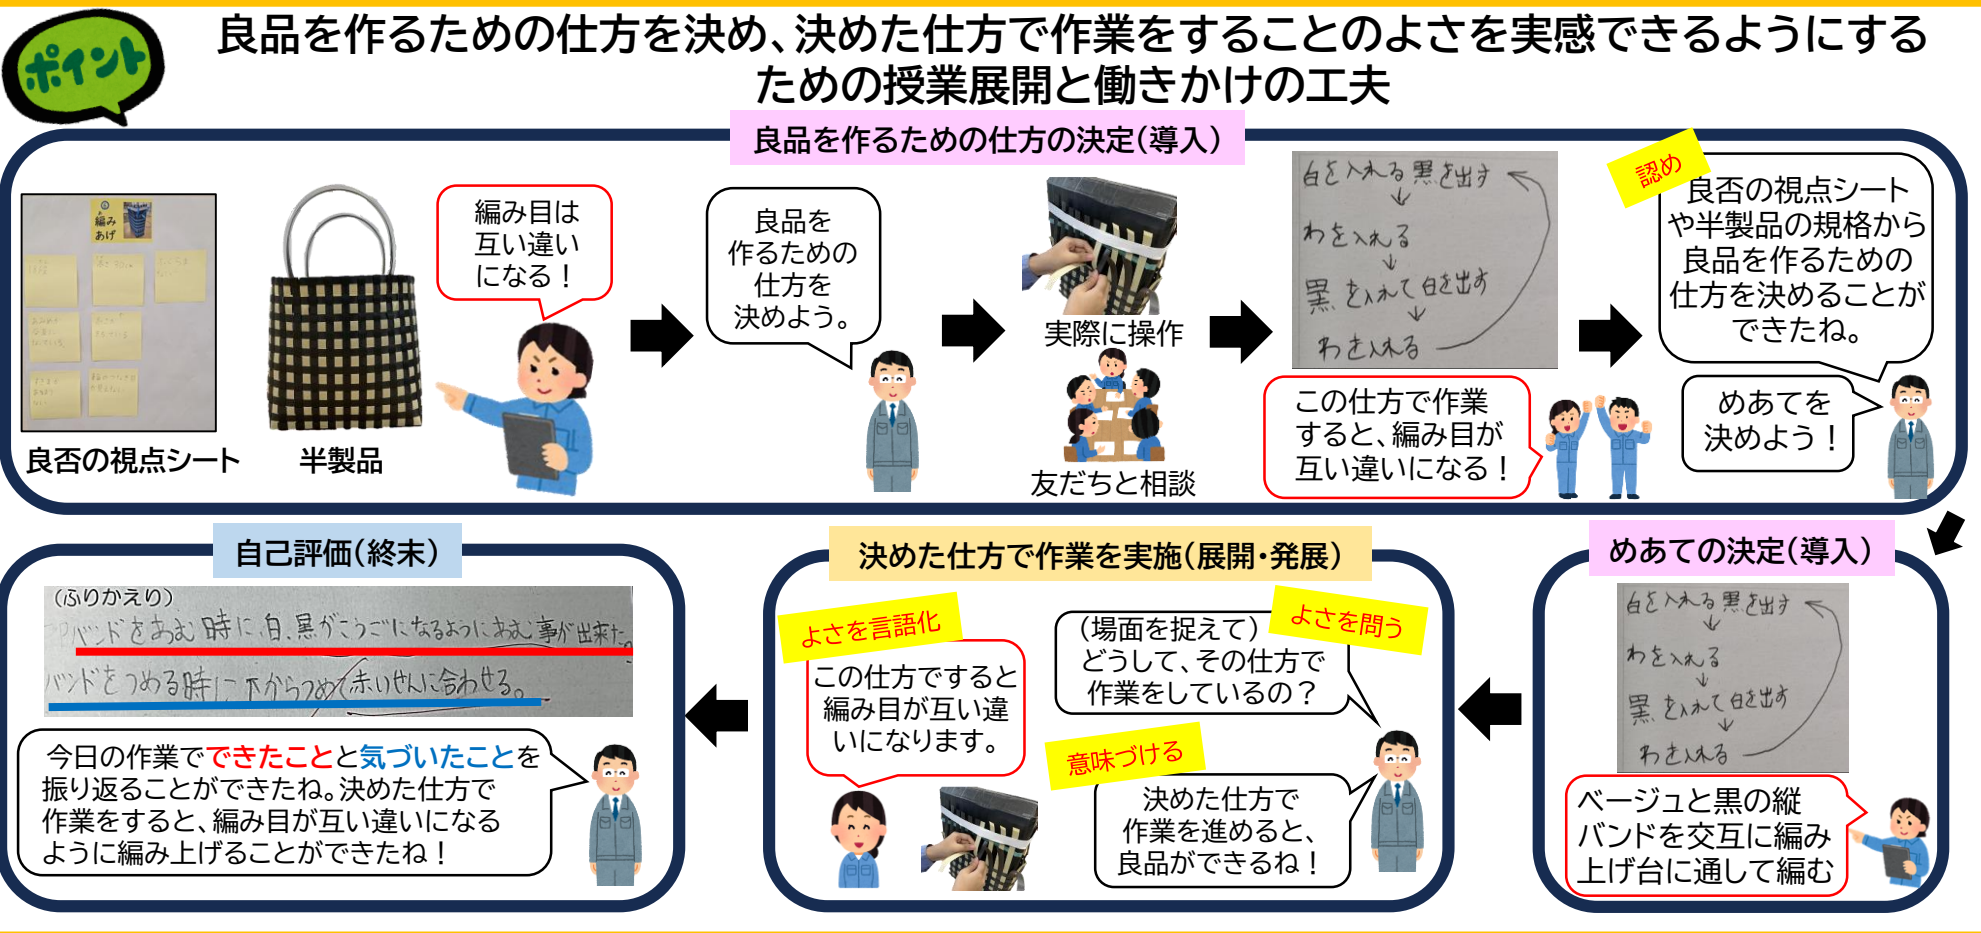 ポイント
良品を作るための仕方を決め、決めた仕方で作業をすることのよさを実感できるようにする
ための授業展開と働きかけの工夫
良品を作るための仕方の決定（導入）
編み
あげ
良否の視点シート
半製品
編み目は
互い違い
になる！
良品を
作るための
仕方を
決めよう。
実際に操作
友だちと相談
白を入れる黒を出す
わを入れる
黒を入れて白を出す
わを入れる
この仕方で作業
すると、編み目が
互い違いになる！
認め
良否の視点シート
や半製品の規格から
良品を作るための
仕方を決めることが
できたね。
めあてを
決めよう！
めあての決定（導入）
白を入れる黒を出す
わを入れる
黒を入れて白を出す
わを入れる
ベージュと黒の縦
バンドを交互に編み
上げ台に通して編む
決めた仕方で作業を実施（展開・発展）
よさを問う
（場面を捉えて）
どうして、その仕方で
作業をしているの？
よさを言語化
この仕方ですると
編み目が互い違
いになります。
意味づける
決めた仕方で
作業を進めると、
良品ができるね！
自己評価（終末）
（ふりかえり）
バンドをあむ時に白、黒がこうごになるようにあむ事が出来た。
バンドをつめる時に下からつめて赤いせんに合わせる。
今日の作業でできたことと気づいたことを
振り返ることができたね。決めた仕方で
作業をすると、編み目が互い違いになる
ように編み上げることができたね！